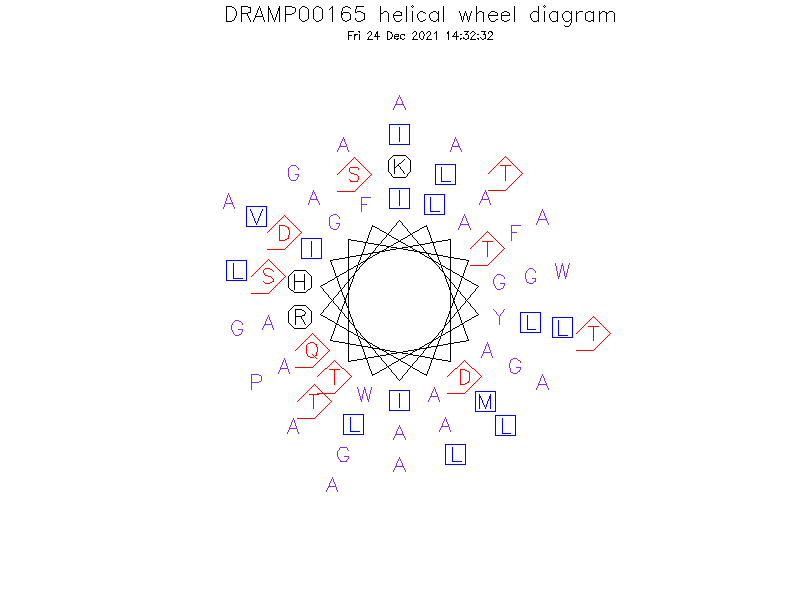 DRAMP00165 helical wheel diagram
Fri 24 Dec 2021 14:32:32
A
I
A A
K
G S L T
I A A
A F L
V G A F A
D T
I
L S H G G W
R Y
G A L L T
Q A
P A T D G A
T W I A M
A L A A L
G A L
A